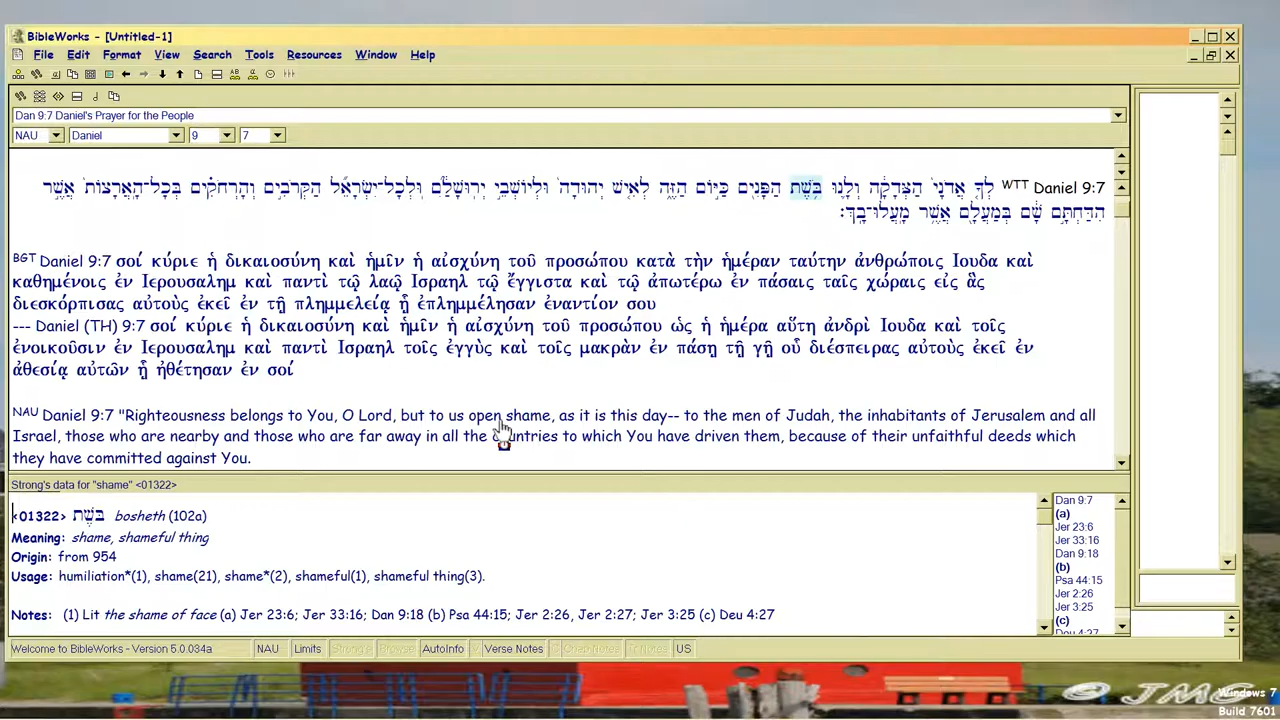 BibleWorks - [Untitled-1]
File Edit Format View Search Tools Resources Window Help
Dan 9:7 Daniel's Prayer for the People
NAU Daniel 9 7
WTT Daniel 9:7 לְךָ֤ אֲדֹנָי֙ הַצְּדָקָ֔ה וְלָ֛נוּ בֹּ֥שֶׁת הַפָּנִ֖ים כַּיּ֣וֹם הַזֶּ֑ה לְאִ֤ישׁ יְהוּדָה֙ וּלְיוֹשְׁבֵ֣י יְרֽוּשָׁלַ֔͏ִם וּֽלְכָל־יִשְׂרָאֵ֞ל הַקְּרֹבִ֣ים וְהָרְחֹקִ֗ים בְּכָל־הָֽאֲרָצוֹת֙ אֲשֶׁ֣ר
הִדַּחְתָּ֣ם שָׁ֔ם בְּמַעֲלָ֖ם אֲשֶׁ֥ר מָֽעֲלוּ־בָֽךְ׃
BGT Daniel 9:7 σοί κύριε ἡ δικαιοσύνη καὶ ἡμῖν ἡ αἰσχύνη τοῦ προσώπου κατὰ τὴν ἡμέραν ταύτην ἀνθρώποις Ιουδα καὶ
καθημένοις ἐν Ιερουσαλημ καὶ παντὶ τῷ λαῷ Ισραηλ τῷ ἔγγιστα καὶ τῷ ἀπωτέρω ἐν πάσαις ταῖς χώραις εἰς ἃς
διεσκόρπισας αὐτοὺς ἐκεῖ ἐν τῇ πλημμελείᾳ ᾗ ἐπλημμέλησαν ἐναντίον σου
--- Daniel (TH) 9:7 σοί κύριε ἡ δικαιοσύνη καὶ ἡμῖν ἡ αἰσχύνη τοῦ προσώπου ὡς ἡ ἡμέρα αὕτη ἀνδρὶ Ιουδα καὶ τοῖς
ἐνοικοῦσιν ἐν Ιερουσαλημ καὶ παντὶ Ισραηλ τοῖς ἐγγὺς καὶ τοῖς μακρὰν ἐν πάσῃ τῇ γῇ οὗ διέσπειρας αὐτοὺς ἐκεῖ ἐν
ἀθεσίᾳ αὐτῶν ᾗ ἠθέτησαν ἐν σοί
NAU Daniel 9:7 "Righteousness belongs to You, O Lord, but to us open shame, as it is this day-- to the men of Judah, the inhabitants of Jerusalem and all
Israel, those who are nearby and those who are far away in all the countries to which You have driven them, because of their unfaithful deeds which
they have committed against You.
Strong's data for "shame" <01322>
<01322> בֹּשֶׁת bosheth (102a)
Meaning: shame, shameful thing
Origin: from 954
Usage: humiliation*(1), shame(21), shame*(2), shameful(1), shameful thing(3).
Notes: (1) Lit the shame of face (a) Jer 23:6; Jer 33:16; Dan 9:18 (b) Psa 44:15; Jer 2:26, Jer 2:27; Jer 3:25 (c) Deu 4:27
Dan 9:7
(a)
Jer 23:6
Jer 33:16
Dan 9:18
(b)
Psa 44:15
Jer 2:26
Jer 3:25
(c)
Deu 4:27
Welcome to BibleWorks - Version 5.0.034a NAU Limits Strong's AutoInfo Verse Notes US
JMC
Windows 7
Build 7601